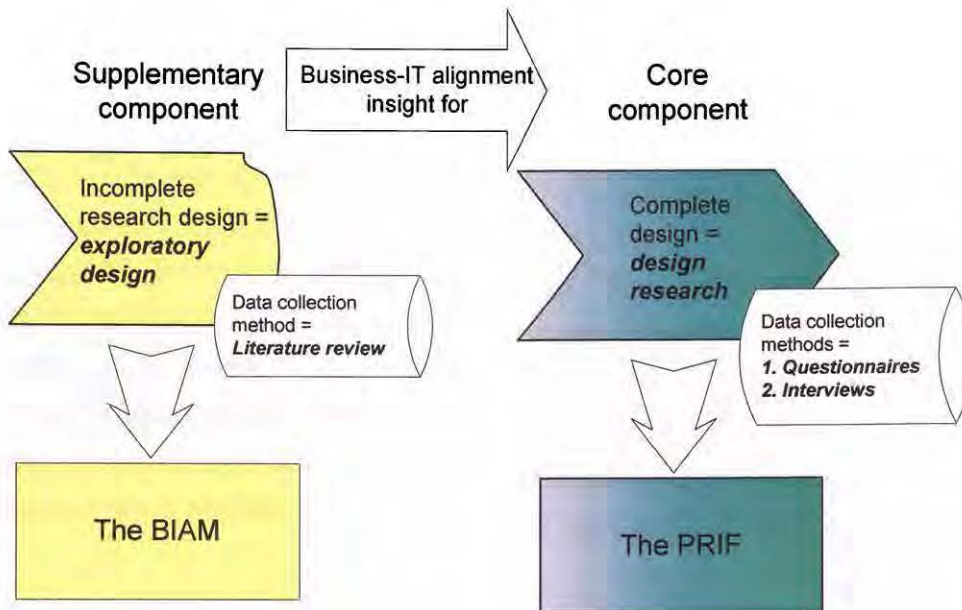 Supplementary
component
Business-IT alignment
insight for
Core
component
Incomplete
research design =
exploratory
design
Data collection
method =
Literature review
Complete
design =
design
research
Data collection
methods =
1. Questionnaires
2. Interviews
The BIAM
The PRIF